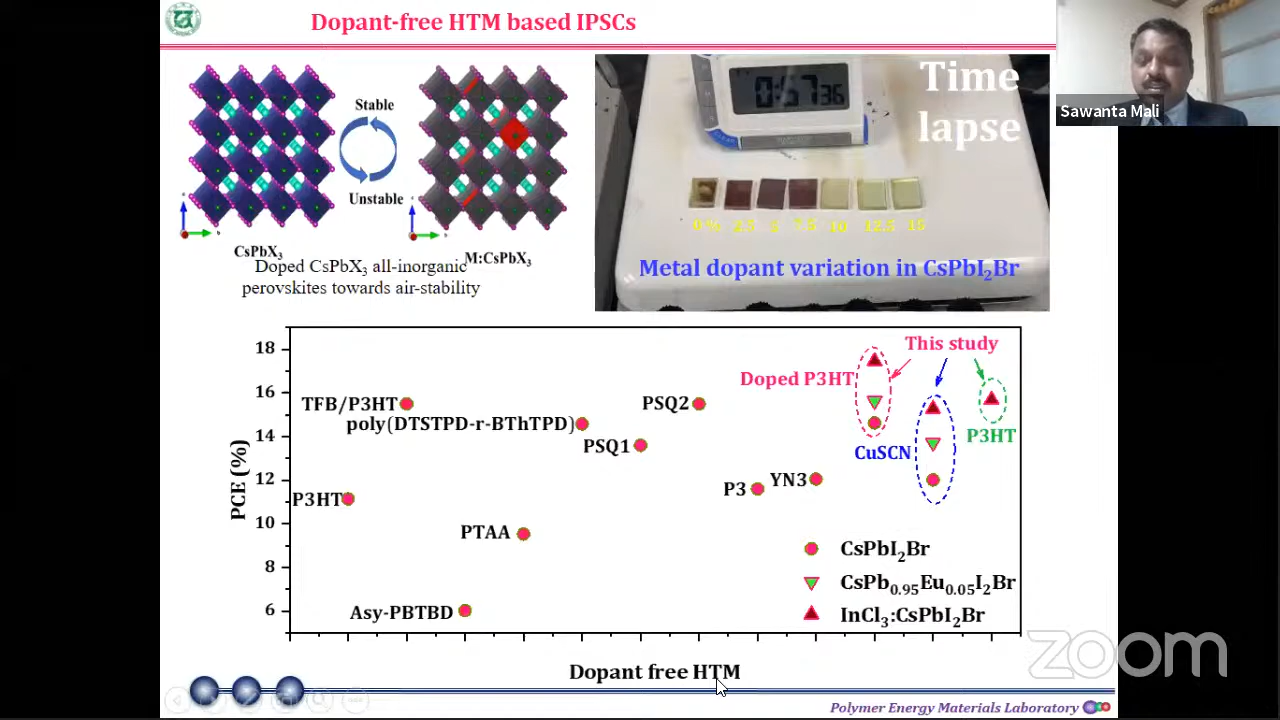 Dopant-free HTM based IPSCs
Sawanta Mali
Stable
Unstable
CsPbX₃
M:CsPbX₃
Doped CsPbX₃ all-inorganic
perovskites towards air-stability
Time
lapse
0:57 36
0% 2.5 5 7.5 10 12.5 15
Metal dopant variation in CsPbI₂Br
PCE (%)
18
16
14
12
10
8
6
TFB/P3HT
poly(DTSTPD-r-BThTPD)
PSQ2
PSQ1
P3HT
PTAA
Asy-PBTBD
P3
YN3
Doped P3HT
This study
CuSCN
P3HT
CsPbI₂Br
CsPb₀.₉₅Eu₀.₀₅I₂Br
InCl₃:CsPbI₂Br
Dopant free HTM
zoom
Polymer Energy Materials Laboratory